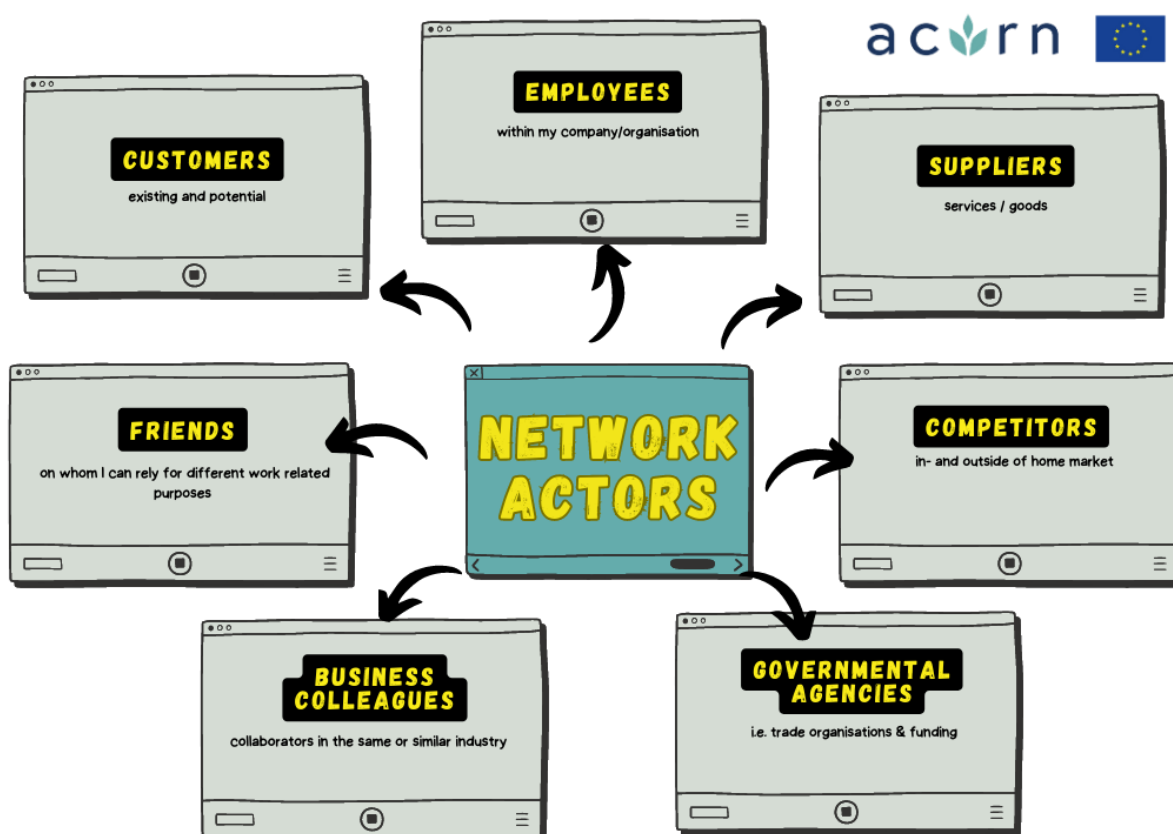 acorn
EMPLOYEES
within my company/organisation
CUSTOMERS
existing and potential
SUPPLIERS
services / goods
NETWORK
ACTORS
FRIENDS
on whom I can rely for different work related
purposes
COMPETITORS
in- and outside of home market
BUSINESS
COLLEAGUES
collaborators in the same or similar industry
GOVERNMENTAL
AGENCIES
i.e. trade organisations & funding